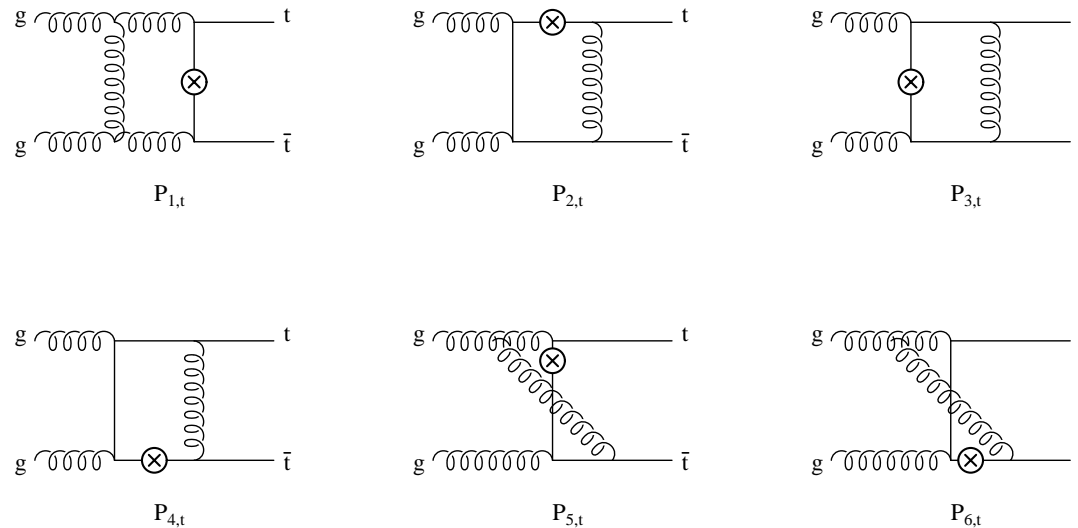 g t g t g
g t̄ g t̄ g
P1,t P2,t P3,t
g t g t g
g t̄ g t̄ g
P4,t P5,t P6,t